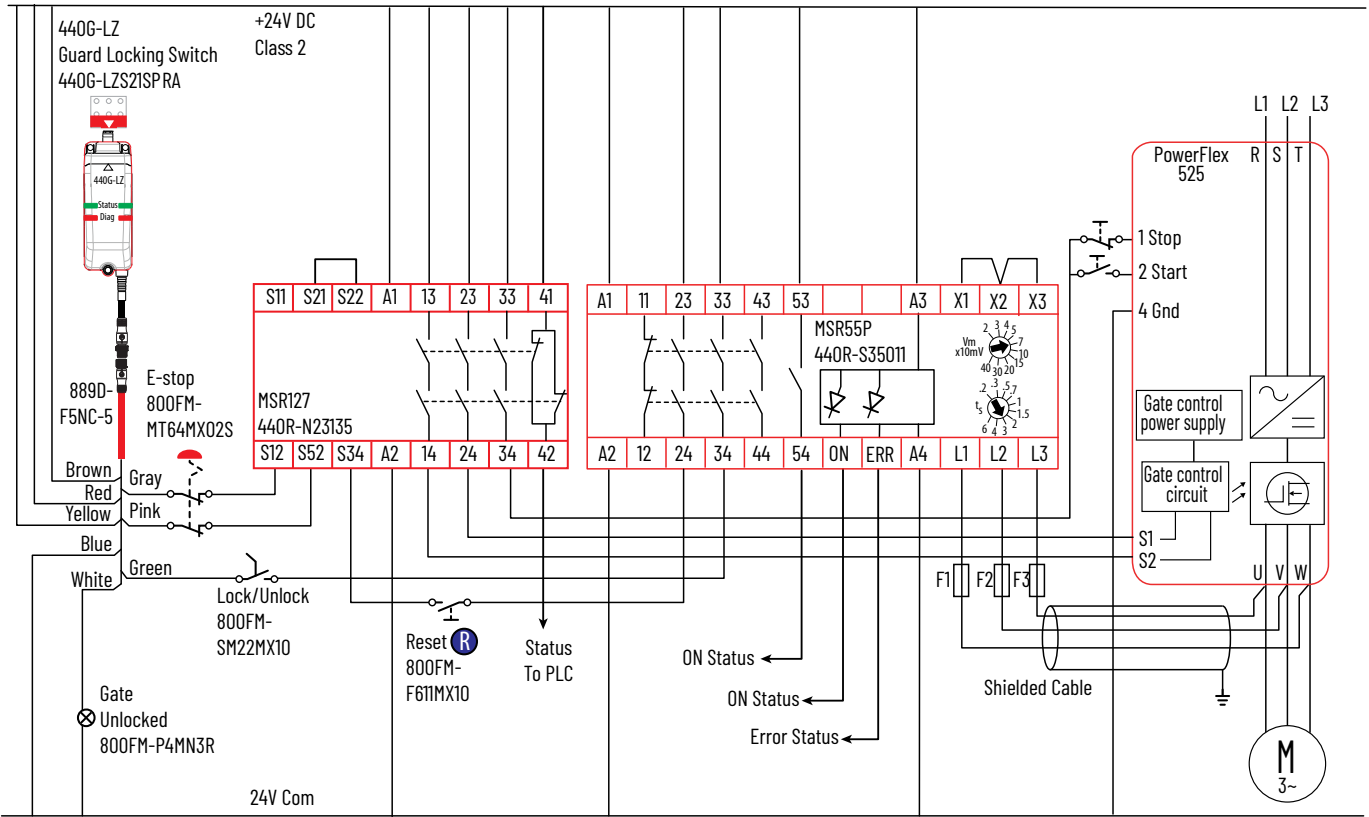 440G-LZ
Guard Locking Switch
440G-LZS21SPRA
+24V DC
Class 2
440G-LZ
Status
Diag
889D-
F5NC-5
E-stop
800FM-
MT64MX02S
Brown
Gray
Red
Yellow
Pink
Blue
White
Green
Lock/Unlock
800FM-
SM22MX10
Gate
Unlocked
800FM-P4MN3R
24V Com
S11 S21 S22 A1 13 23 33 41
MSR127
440R-N23135
S12 S52 S34 A2 14 24 34 42
Reset R
800FM-
F611MX10
Status
To PLC
A1 11 23 33 43 53 A3 X1 X2 X3
MSR55P
440R-S35011
Vm
x10mV
2 3 4 5 7 10 15 20 30 40
ts
.2 .3 .5 .7 1 1.5 2 3 4 6
A2 12 24 34 44 54 ON ERR A4 L1 L2 L3
ON Status
ON Status
Error Status
F1 F2 F3
Shielded Cable
L1 L2 L3
PowerFlex
525
R S T
1 Stop
2 Start
4 Gnd
Gate control
power supply
Gate control
circuit
S1
S2
U V W
M
3~